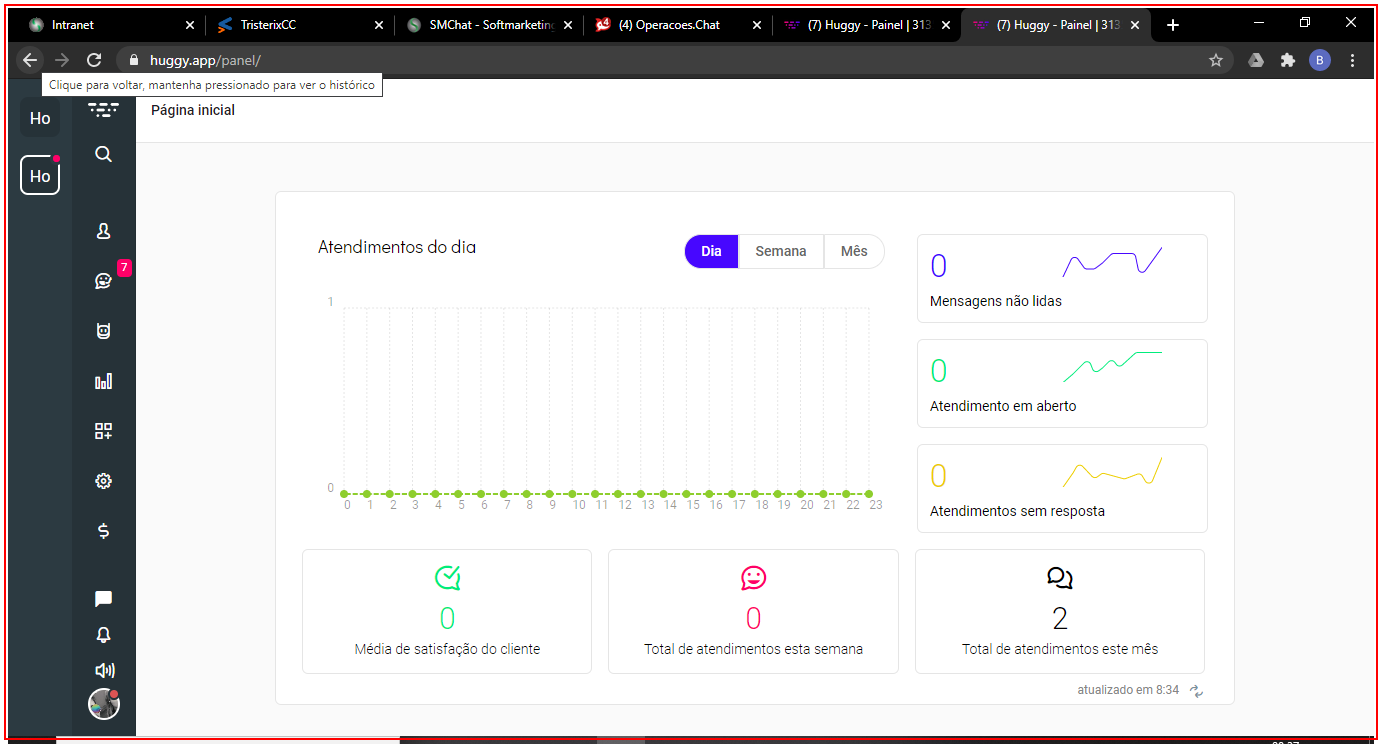 Intranet
TristerixCC
SMChat - Softmarketing
4
(4) Operacoes.Chat
(7) Huggy - Painel | 313
(7) Huggy - Painel | 313
huggy.app/panel/
B
Clique para voltar, mantenha pressionado para ver o histórico
Ho
Ho
7
Página inicial
Atendimentos do dia
Dia
Semana
Mês
1
0
0 1 2 3 4 5 6 7 8 9 10 11 12 13 14 15 16 17 18 19 20 21 22 23
0
Mensagens não lidas
0
Atendimento em aberto
0
Atendimentos sem resposta
0
Média de satisfação do cliente
0
Total de atendimentos esta semana
2
Total de atendimentos este mês
atualizado em 8:34